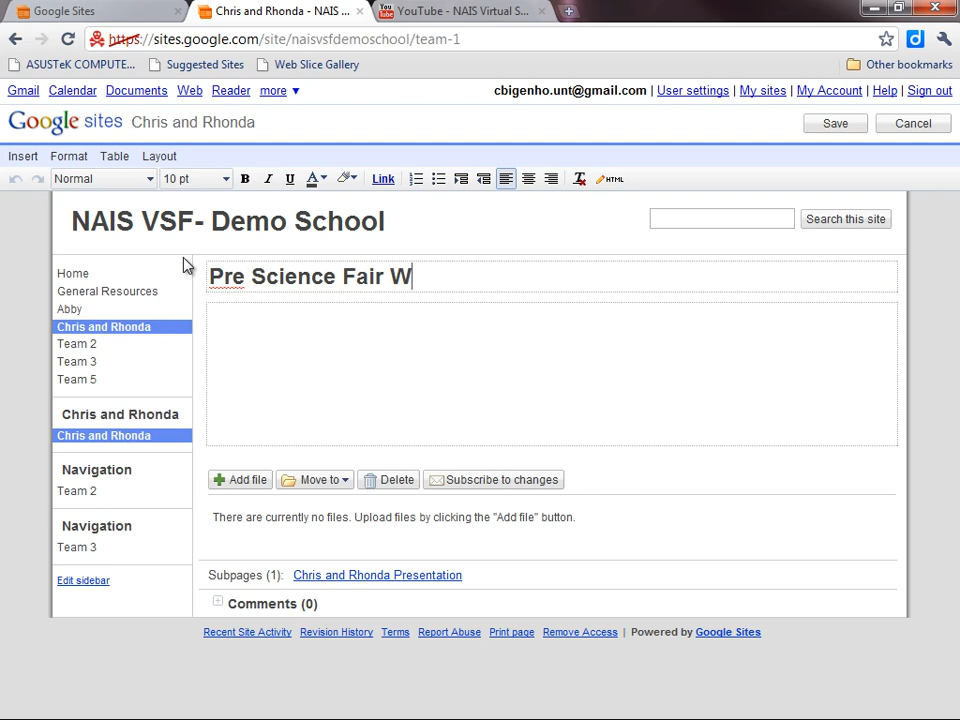 Google Sites
Chris and Rhonda - NAIS ...
YouTube - NAIS Virtual S...
https://sites.google.com/site/naisvsfdemoschool/team-1
ASUSTeK COMPUTE...
Suggested Sites
Web Slice Gallery
Other bookmarks
Gmail Calendar Documents Web Reader more ▼
cbigenho.unt@gmail.com | User settings | My sites | My Account | Help | Sign out
Google sites Chris and Rhonda
Save
Cancel
Insert Format Table Layout
Normal 10 pt B I U A Link HTML
NAIS VSF- Demo School
Search this site
Home
General Resources
Abby
Chris and Rhonda
Team 2
Team 3
Team 5
Chris and Rhonda
Chris and Rhonda
Navigation
Team 2
Navigation
Team 3
Edit sidebar
Pre Science Fair W
Add file Move to Delete Subscribe to changes
There are currently no files. Upload files by clicking the "Add file" button.
Subpages (1): Chris and Rhonda Presentation
Comments (0)
Recent Site Activity Revision History Terms Report Abuse Print page Remove Access | Powered by Google Sites